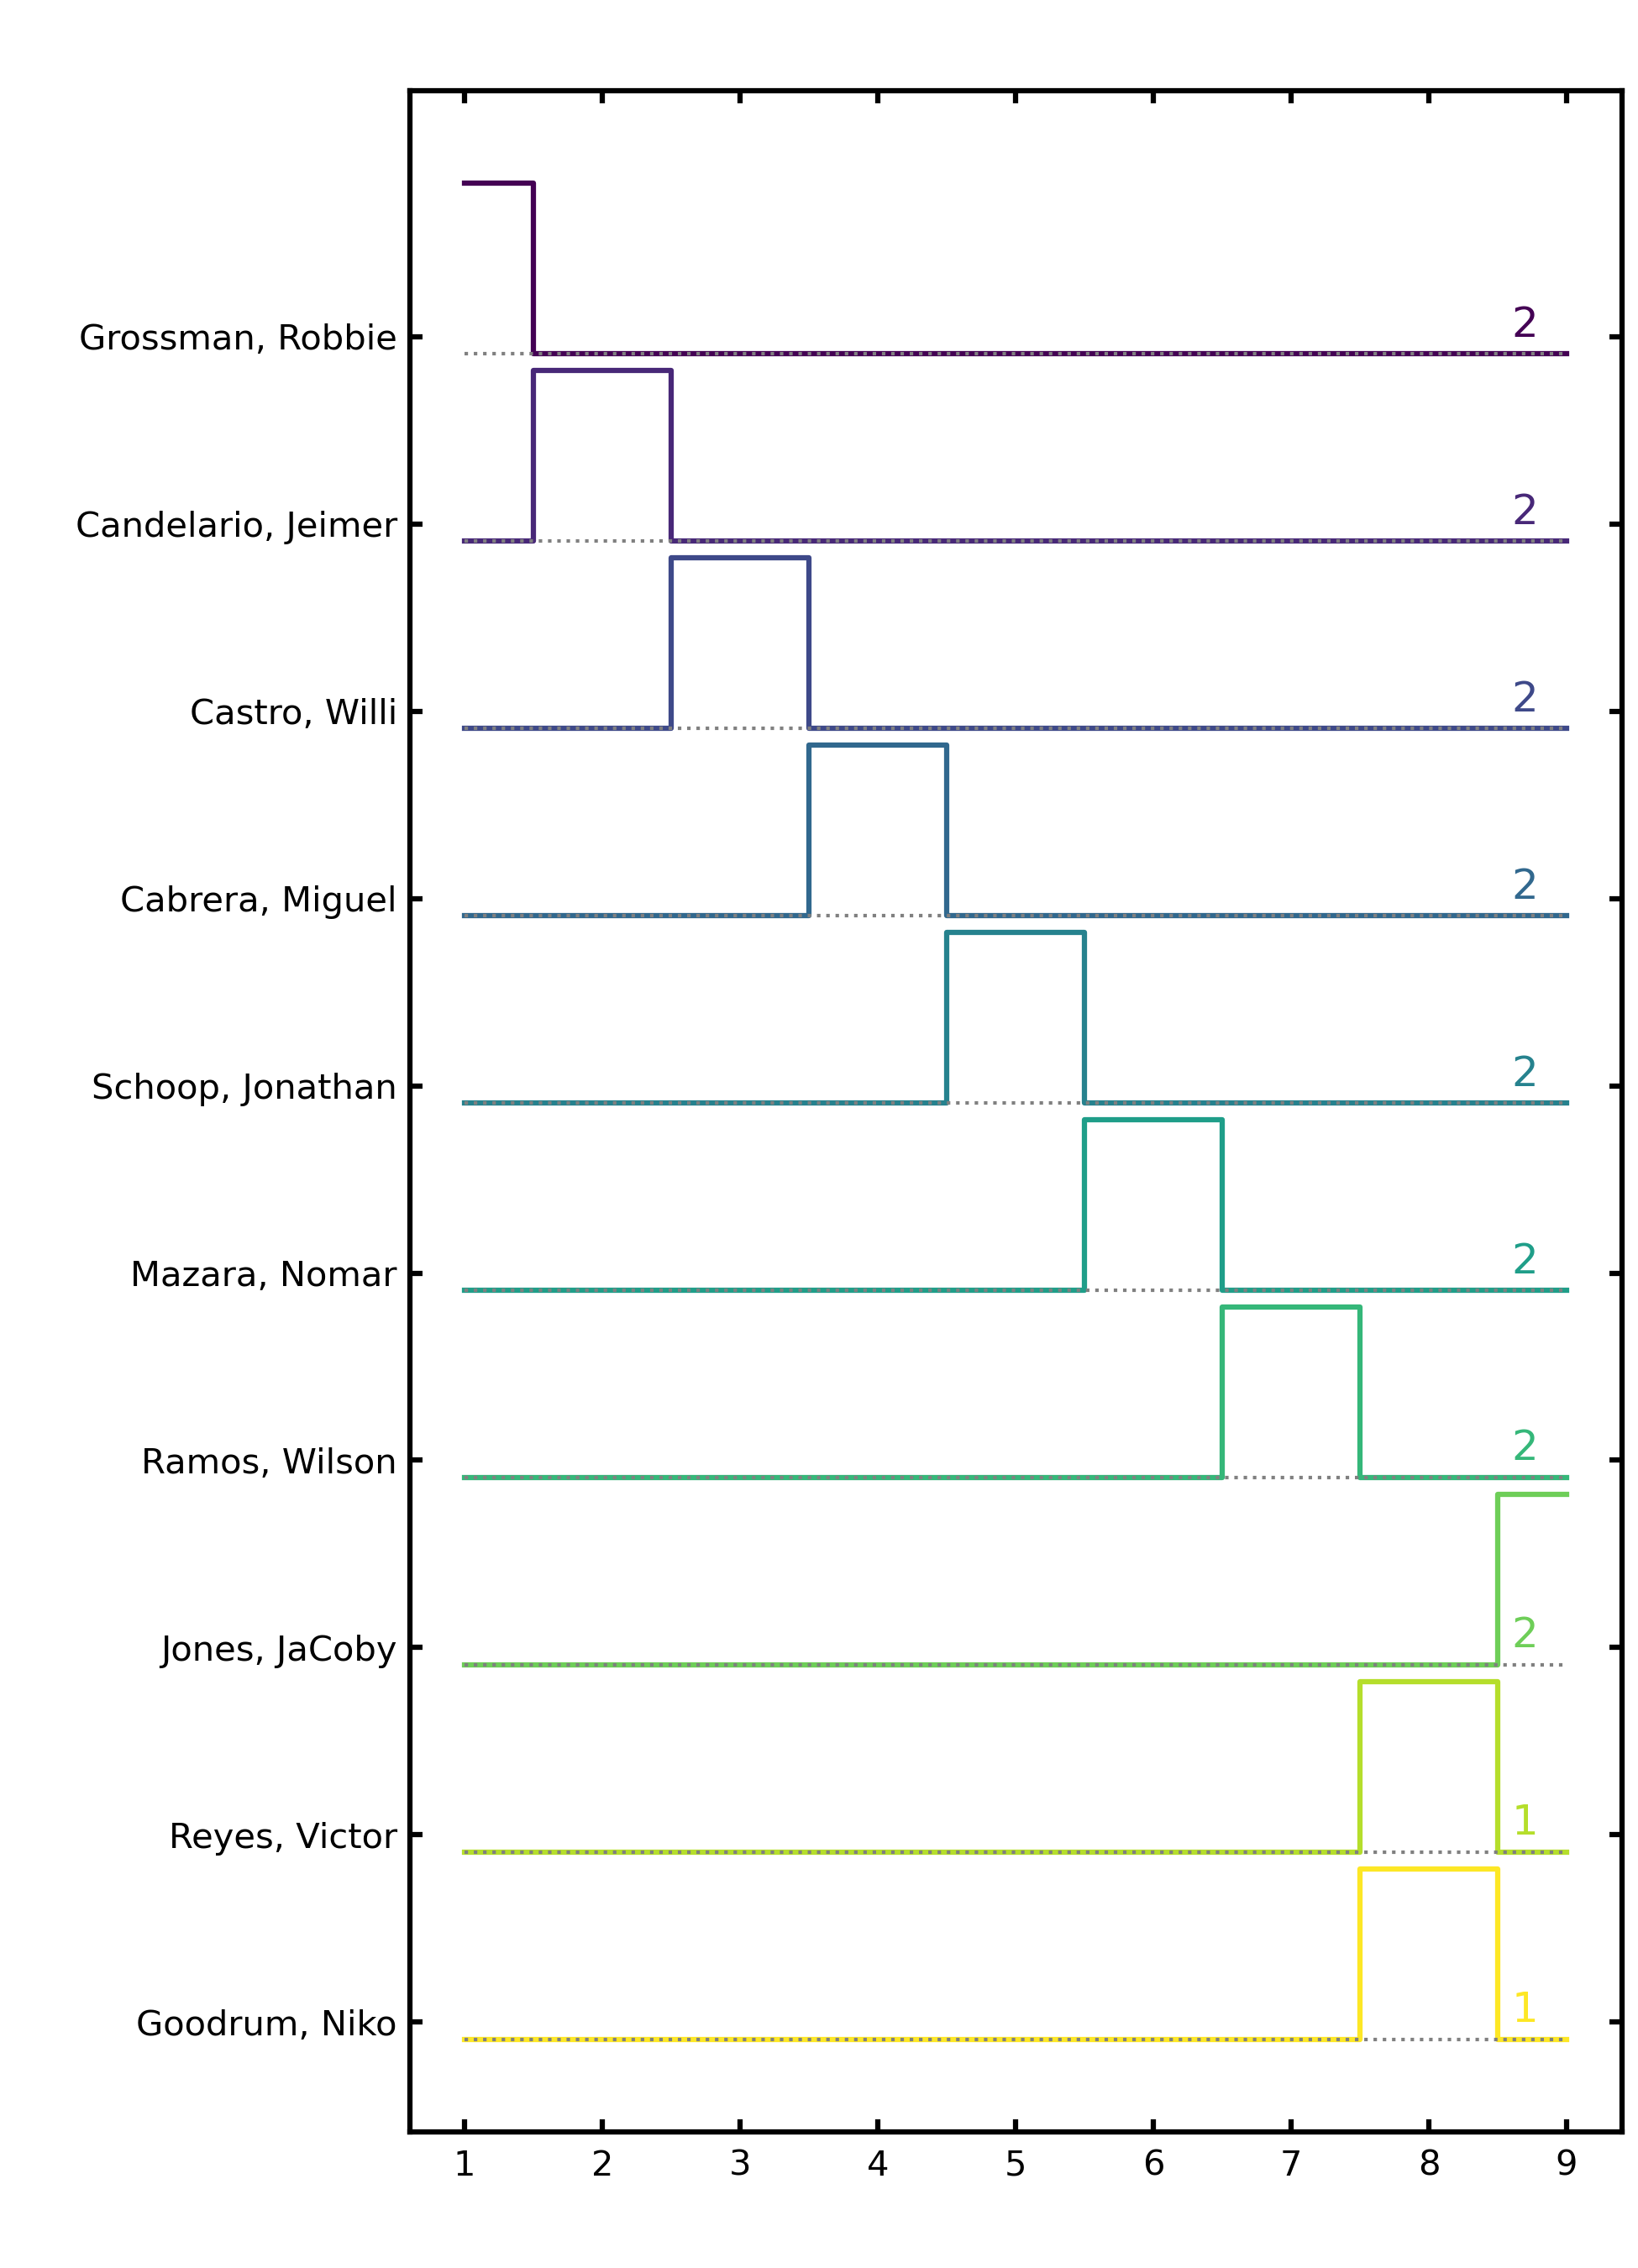 Grossman, Robbie 2
Candelario, Jeimer 2
Castro, Willi 2
Cabrera, Miguel 2
Schoop, Jonathan 2
Mazara, Nomar 2
Ramos, Wilson 2
Jones, JaCoby 2
Reyes, Victor 1
Goodrum, Niko 1
1 2 3 4 5 6 7 8 9